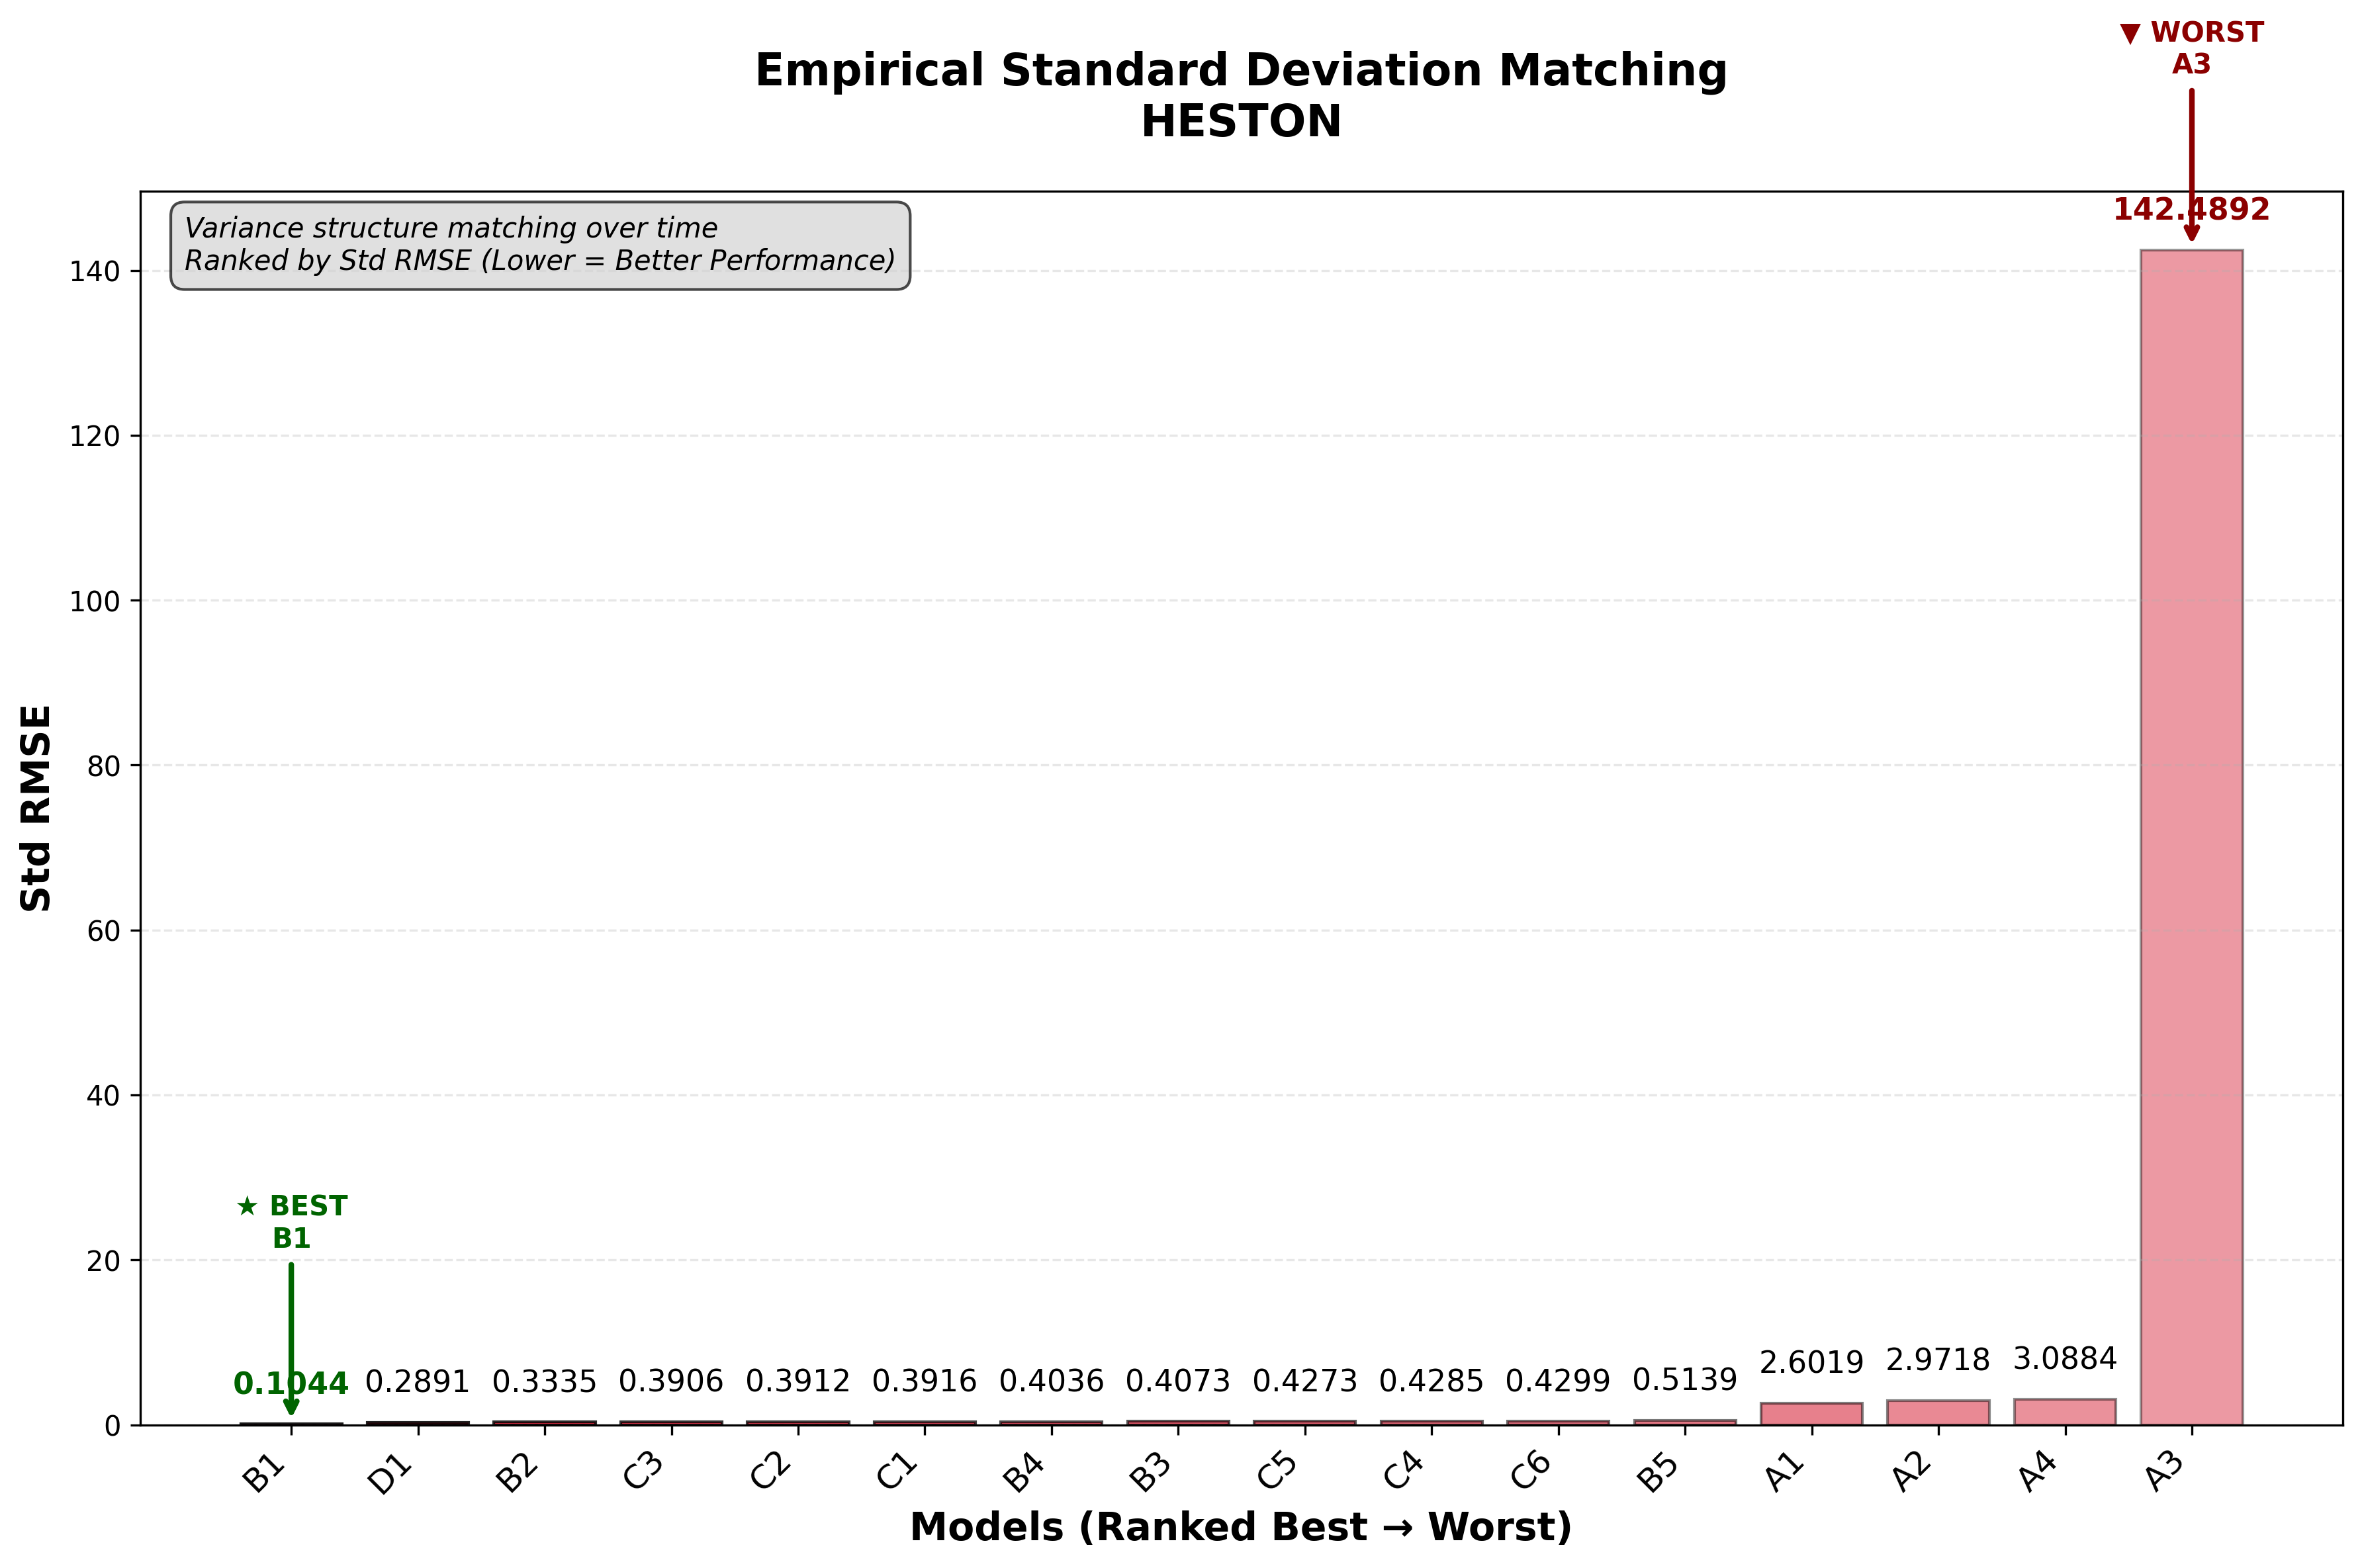 ▼ WORST
A3
Empirical Standard Deviation Matching
HESTON
142.4892
Variance structure matching over time
Ranked by Std RMSE (Lower = Better Performance)
140
120
100
80
60
40
20
0
Std RMSE
★ BEST
B1
0.1044 0.2891 0.3335 0.3906 0.3912 0.3916 0.4036 0.4073 0.4273 0.4285 0.4299 0.5139 2.6019 2.9718 3.0884
B1 D1 B2 C3 C2 C1 B4 B3 C5 C4 C6 B5 A1 A2 A4 A3
Models (Ranked Best → Worst)